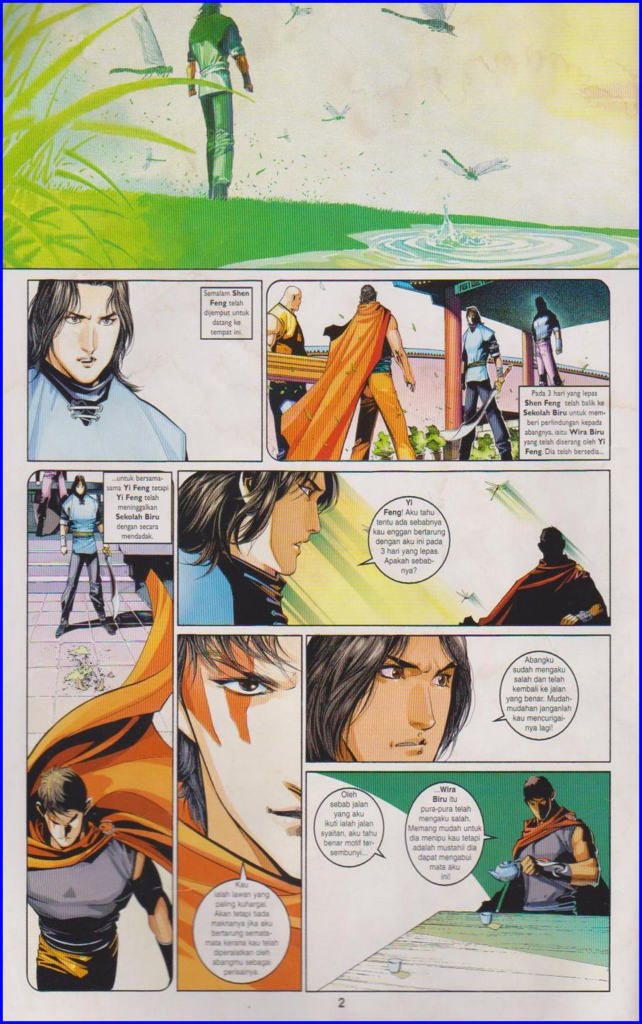 Semalam Shen
Feng telah
dijemput untuk
datang ke
tempat ini.
Pada 3 hari yang lepas
Shen Feng telah balik ke
Sekolah Biru untuk mem-
beri perlindungan kepada
abangnya, iaitu Wira Biru
yang telah diserang oleh Yi
Feng. Dia telah bersedia...
...untuk bersama-
sama Yi Feng tetapi
Yi Feng telah
meninggalkan
Sekolah Biru
dengan secara
mendadak.
Yi
Feng! Aku tahu
tentu ada sebabnya
kau enggan bertarung
dengan aku ini pada
3 hari yang lepas.
Apakah sebab-
nya?
Kau
ialah lawan yang
paling kuhargai.
Akan tetapi tiada
maknanya jika aku
bertarung semata-
mata kerana kau telah
diperalatkan oleh
abangmu sebagai
perisainya.
Abangku
sudah mengaku
salah dan telah
kembali ke jalan
yang benar. Mudah-
mudahan janganlah
kau mencurigai-
nya lagi!
Oleh
sebab jalan
yang aku
ikuti ialah jalan
syaitan, aku tahu
benar motif ter-
sembunyi...
...Wira
Biru itu
pura-pura telah
mengaku salah.
Memang mudah untuk
dia menipu kau tetapi
adalah mustahil dia
dapat mengabui
mata aku
ini!
2